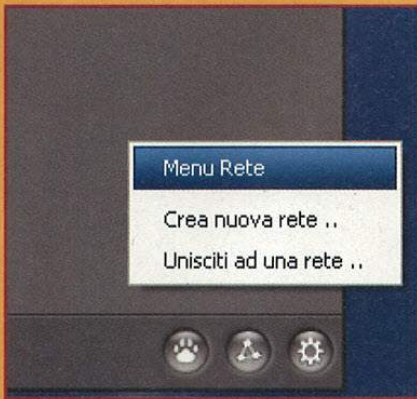 Menu Rete
Crea nuova rete ..
Unisciti ad una rete ..